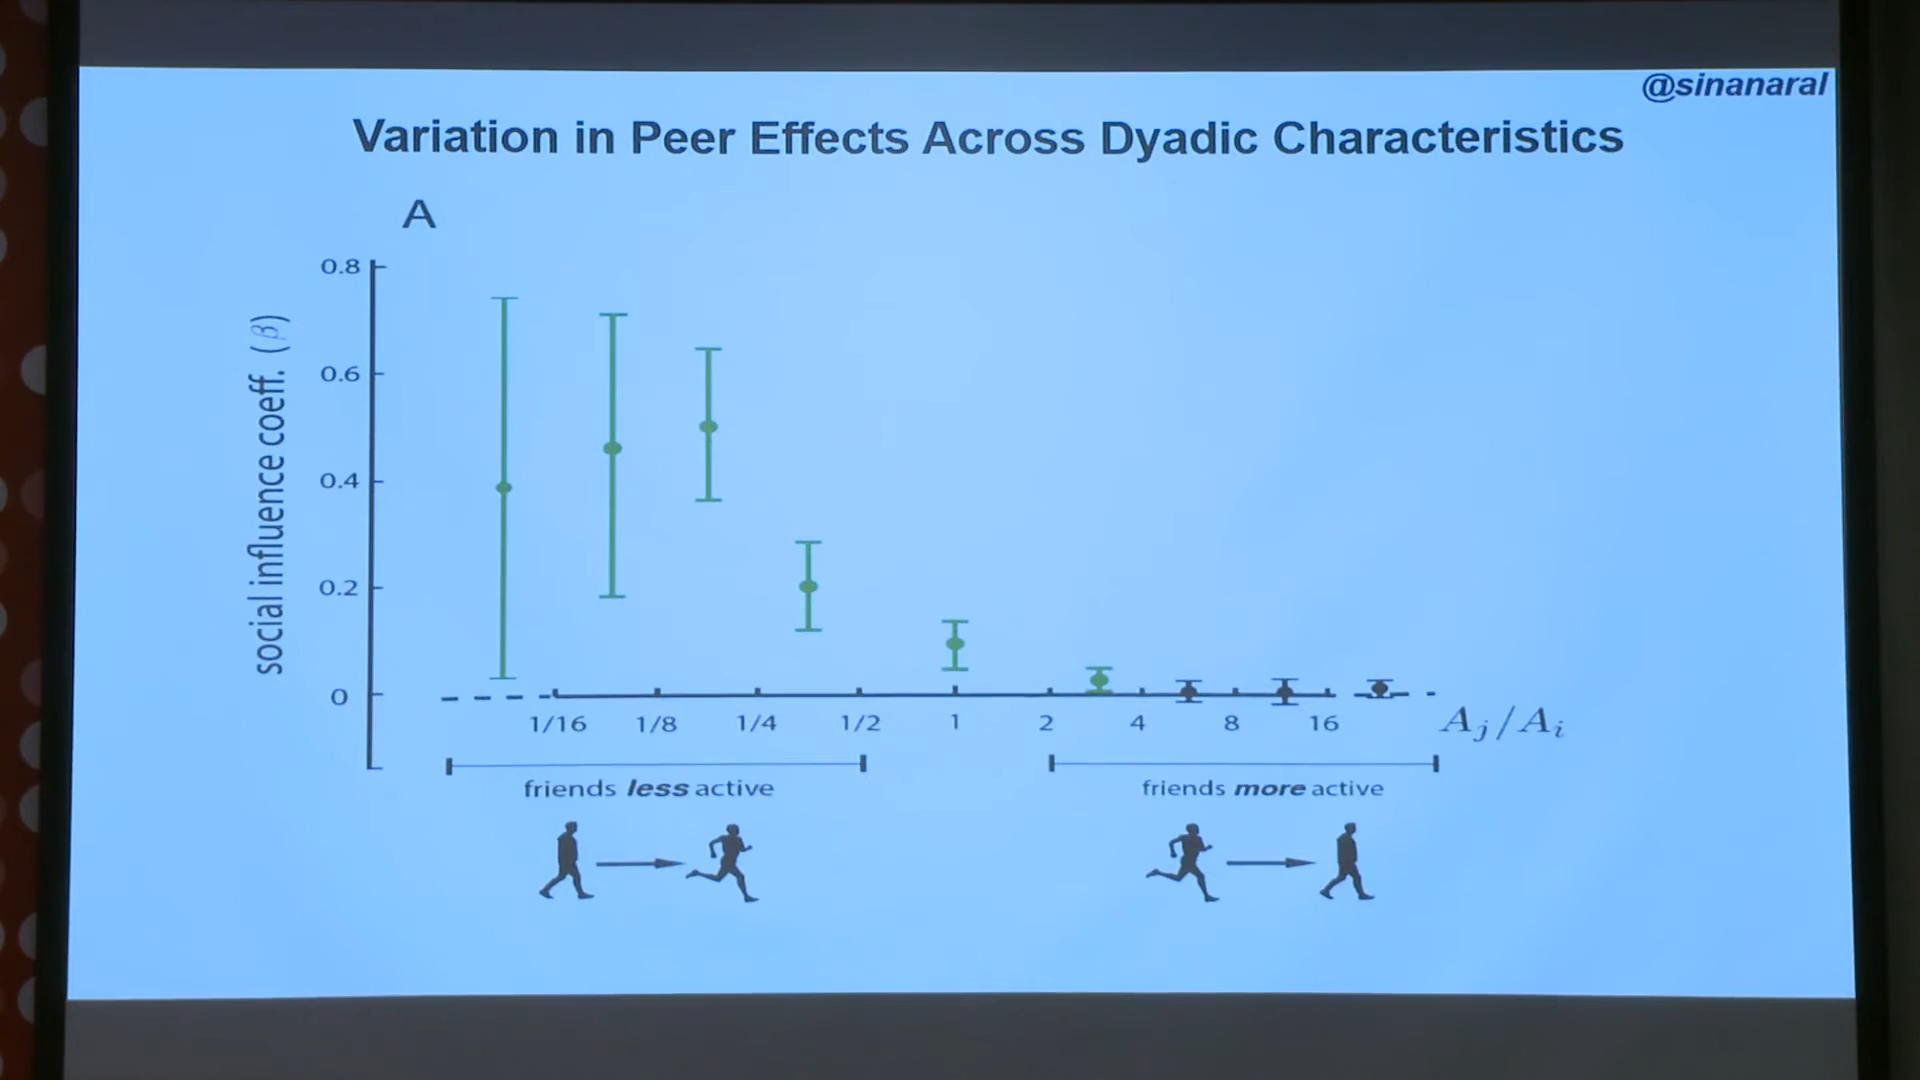 @sinanaral
Variation in Peer Effects Across Dyadic Characteristics
A
social influence coeff. (β)
0.8
0.6
0.4
0.2
0
1/16 1/8 1/4 1/2 1 2 4 8 16
Aj/Ai
friends less active
friends more active